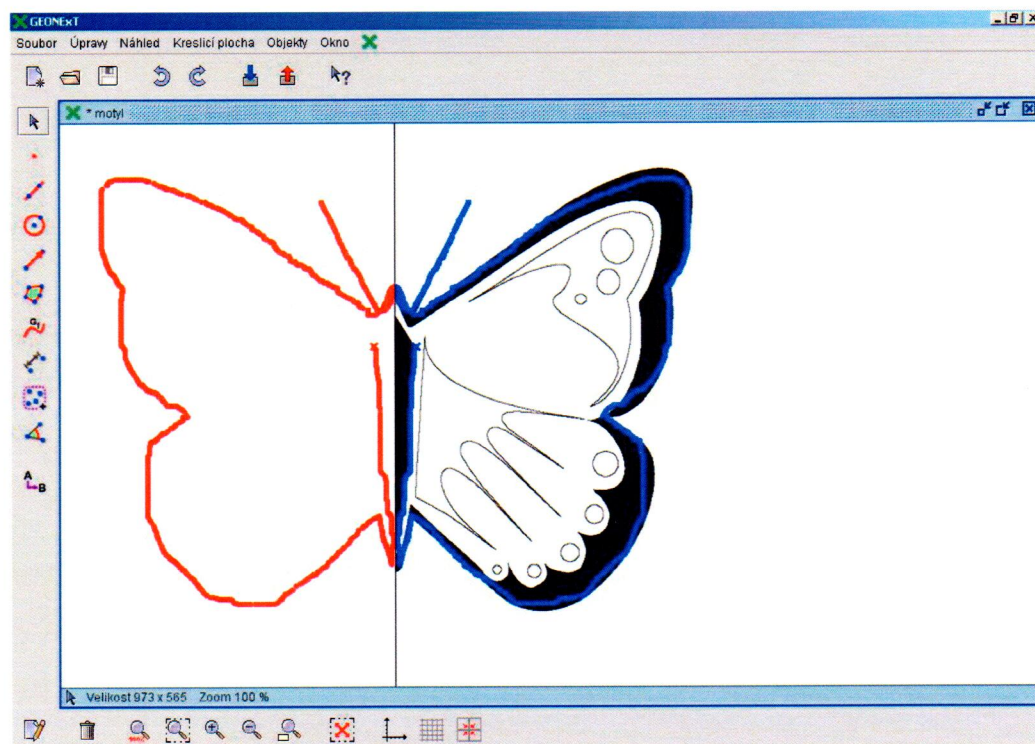 GEONExT
Soubor Úpravy Náhled Kreslicí plocha Objekty Okno
* motyl
G f
A
B
Velikost 973 x 565 Zoom 100 %